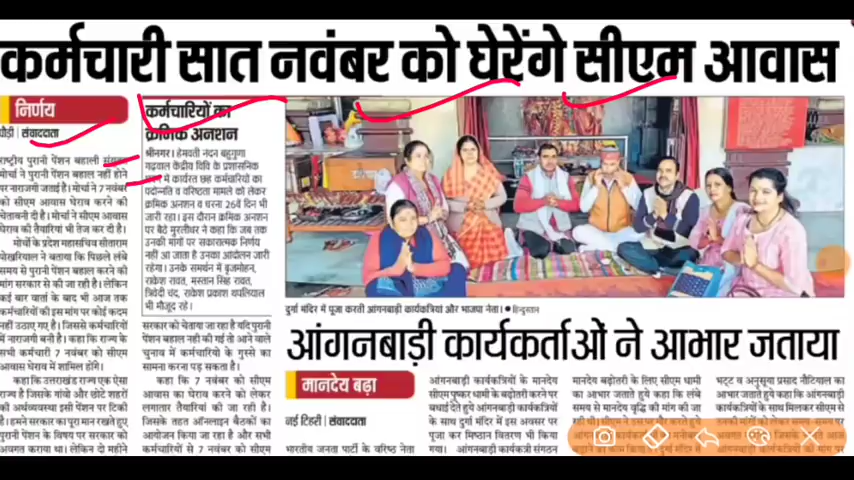 कर्मचारी सात नवंबर को घेरेंगे सीएम आवास
निर्णय
पौड़ी | संवाददाता
राष्ट्रीय पुरानी पेंशन बहाली संयुक्त
मोर्चा ने पुरानी पेंशन बहाल नहीं होने
पर नाराजगी जताई है। मोर्चा ने 7 नवंबर
को सीएम आवास घेराव करने की
चेतावनी दी है। मोर्चा ने सीएम आवास
घेराव की तैयारियां भी तेज कर दी है।
मोर्चा के प्रदेश महासचिव सीताराम
पोखरियाल ने बताया कि पिछले लंबे
समय से पुरानी पेंशन बहाल करने की
मांग सरकार से की जा रही है। लेकिन
कई बार वार्ता के बाद भी आज तक
कर्मचारियों की इस मांग पर कोई कदम
नहीं उठाए गए है। जिससे कर्मचारियों
में नाराजगी बनी है। कहा कि राज्य के
सभी कर्मचारी 7 नवंबर को सीएम
आवास घेराव में शामिल होंगे।
कहा कि उत्तराखंड राज्य एक ऐसा
राज्य है जिसके गांवो और छोटे शहरों
की अर्थव्यवस्था इसी पेंशन पर टिकी
है। हमने सरकार का पूरा मान रखते हुए
पुरानी पेंशन के विषय पर सरकार को
अवगत कराया था। लेकिन दो महीने
कर्मचारियों का
क्रमिक अनशन
श्रीनगर। हेमवती नंदन बहुगुणा
गढ़वाल केंद्रीय विवि के प्रशासनिक
में कार्यरत छह कर्मचारियों का
पदोन्नति व वरिष्ठता मामले को लेकर
क्रमिक अनशन व धरना 26वें दिन भी
जारी रहा। इस दौरान क्रमिक अनशन
पर बैठे मुरलीधर ने कहा कि जब तक
उनकी मांगों पर सकारात्मक निर्णय
नहीं आ जाता है उनका आंदोलन जारी
रहेगा। उनके समर्थन में बृजमोहन,
राकेश रावत, मस्तान सिंह रावत,
त्रिवेदी चंद, राकेश प्रकाश थपलियाल
भी मौजूद रहे।
सरकार को चेताया जा रहा है यदि पुरानी
पेंशन बहाल नही की गई तो आने वाले
चुनाव में कर्मचारियो के गुस्से का
सामना करना पड़ सकता है।
कहा कि 7 नवंबर को सीएम
आवास का घेराव करने को लेकर
लगातार तैयारियां की जा रही है।
जिसके तहत ऑनलाइन बैठकों का
आयोजन किया जा रहा है और सभी
कर्मचारियों से 7 नवंबर को सीएम
दुर्गा मंदिर में पूजा करती आंगनबाड़ी कार्यकत्रियां और भाजपा नेता। ● हिन्दुस्तान
आंगनबाड़ी कार्यकर्ताओं ने आभार जताया
मानदेय बढ़ा
नई टिहरी | संवाददाता
भारतीय जनता पार्टी के वरिष्ठ नेता
आंगनबाड़ी कार्यकत्रियों के मानदेय
सीएम पुष्कर धामी के बढ़ोतरी करने पर
बधाई देते हुये आंगनबाड़ी कार्यकत्रियों
के साथ दुर्गा मंदिर में इस अवसर पर
पूजा कर मिष्ठान वितरण भी किया
गया। आंगनबाड़ी कार्यकत्री संगठन
मानदेय बढ़ोतरी के लिए सीएम धामी
का आभार जताते हुये कहा कि लंबे
समय से मानदेय वृद्धि की मांग की जा
भट्ट व अनुसूया प्रसाद नौटियाल का
आभार जताते हुये कहा कि आंगनबाड़ी
कार्यकत्रियों के साथ मिलकर सीएम से